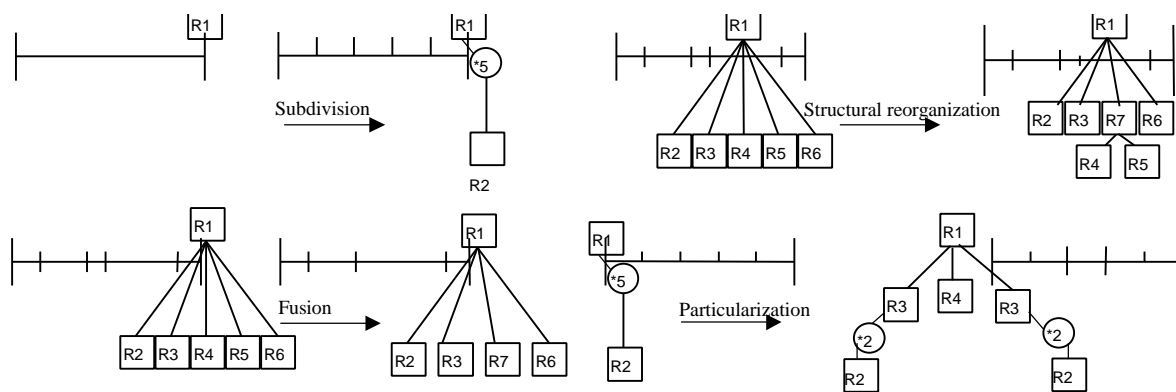 R1
*5
Subdivision
R2
R1
R2 R3 R4 R5 R6
Structural reorganization
R1
R2 R3 R7 R6
R4 R5
R1
R2 R3 R4 R5 R6
Fusion
R1
R2 R3 R7 R6
R1
*5
R2
Particularization
R1
R3 R4 R3
*2 *2
R2 R2